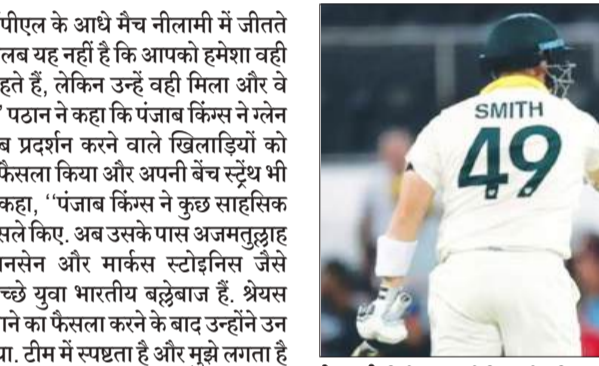 पीएल के आधे मैच नीलामी में जीतते
लब यह नहीं है कि आपको हमेशा वही
हते हैं, लेकिन उन्हें वही मिला और वे
’ पठान ने कहा कि पंजाब किंग्स ने ग्लेन
ब प्रदर्शन करने वाले खिलाड़ियों को
फैसला किया और अपनी बेंच स्ट्रेंथ भी
कहा, ‘‘पंजाब किंग्स ने कुछ साहसिक
सले किए. अब उसके पास अजमतुल्लाह
नसेन और मार्कस स्टोइनिस जैसे
च्छे युवा भारतीय बल्लेबाज हैं. श्रेयस
ाने का फैसला करने के बाद उन्होंने उन
ा. टीम में स्पष्टता है और मुझे लगता है
SMITH
49